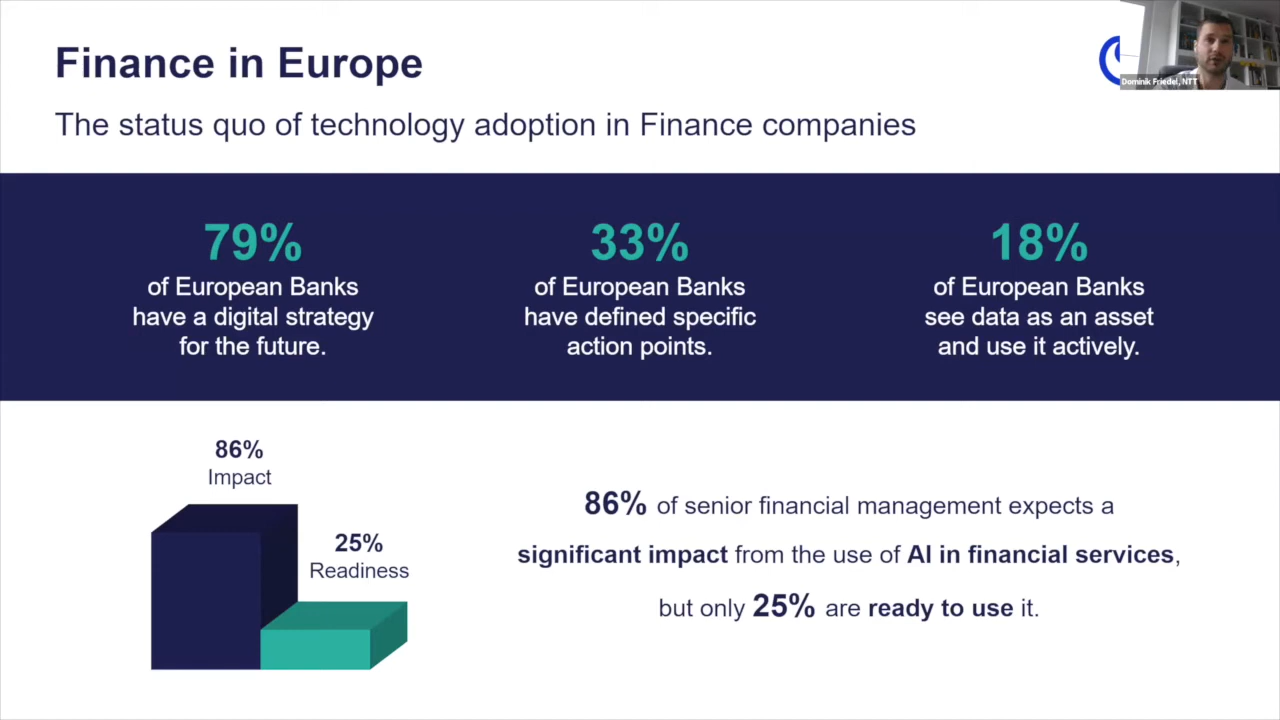 Finance in Europe
Dominik Friedel, NTT
The status quo of technology adoption in Finance companies
79%
of European Banks
have a digital strategy
for the future.
33%
of European Banks
have defined specific
action points.
18%
of European Banks
see data as an asset
and use it actively.
86%
Impact
25%
Readiness
86% of senior financial management expects a
significant impact from the use of AI in financial services,
but only 25% are ready to use it.